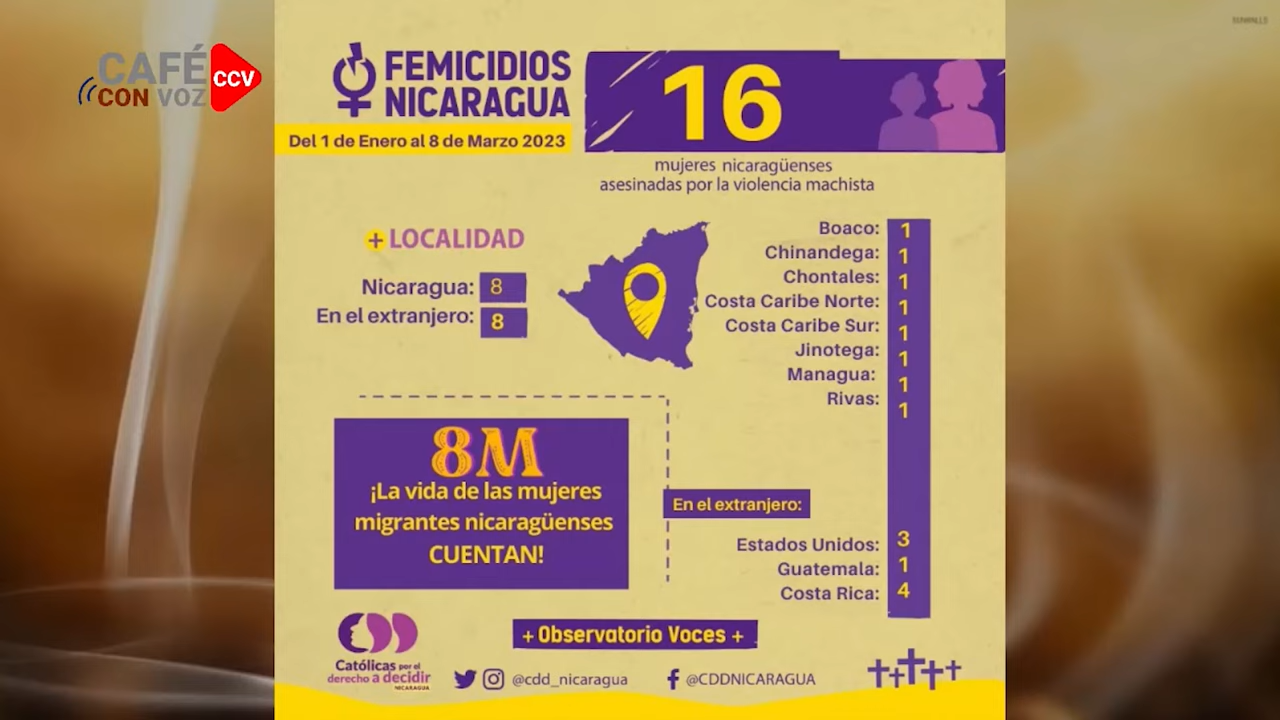 CAFÉ
CON VOZ
CCV
FEMICIDIOS
NICARAGUA
Del 1 de Enero al 8 de Marzo 2023
16
mujeres nicaragüenses
asesinadas por la violencia machista
+ LOCALIDAD
Nicaragua: 8
En el extranjero: 8
Boaco: 1
Chinandega: 1
Chontales: 1
Costa Caribe Norte: 1
Costa Caribe Sur: 1
Jinotega: 1
Managua: 1
Rivas: 1
8M
¡La vida de las mujeres
migrantes nicaragüenses
CUENTAN!
En el extranjero:
Estados Unidos: 3
Guatemala: 1
Costa Rica: 4
Católicas por el
derecho a decidir
NICARAGUA
+ Observatorio Voces +
@cdd_nicaragua
@CDDNICARAGUA